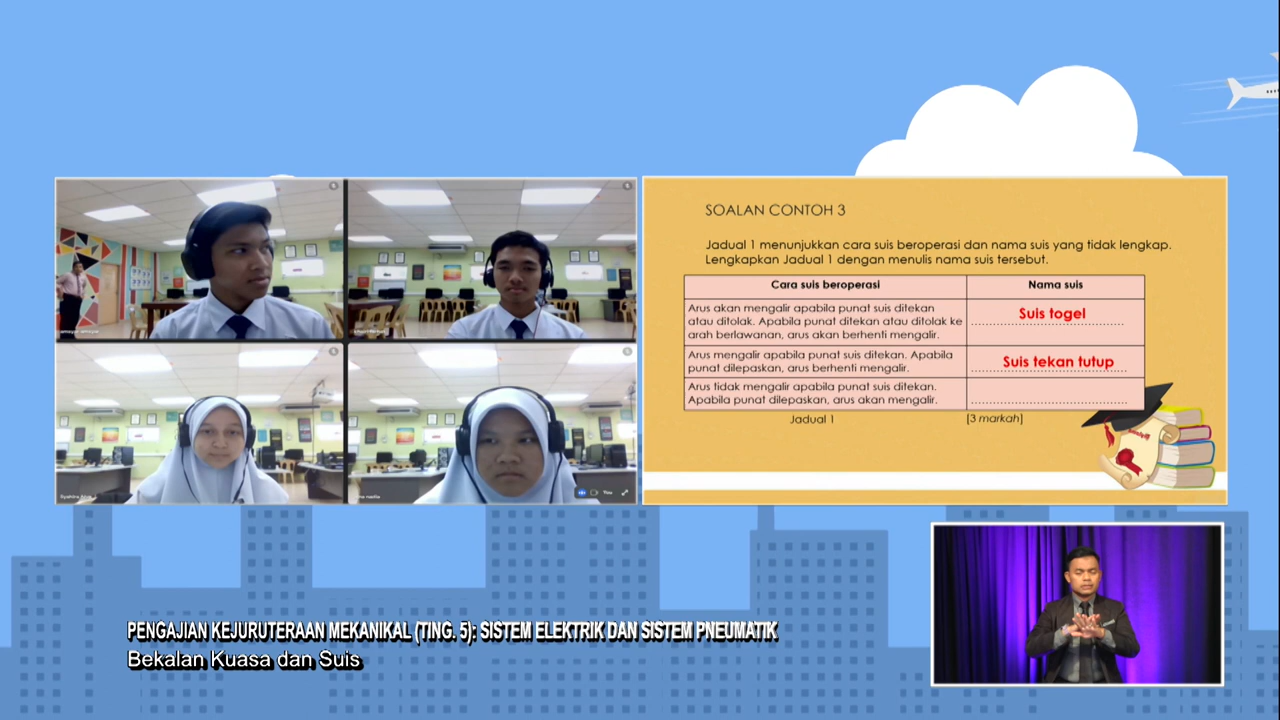 SOALAN CONTOH 3
Jadual 1 menunjukkan cara suis beroperasi dan nama suis yang tidak lengkap.
Lengkapkan Jadual 1 dengan menulis nama suis tersebut.
Cara suis beroperasi
Nama suis
Arus akan mengalir apabila punat suis ditekan
atau ditolak. Apabila punat ditekan atau ditolak ke
arah berlawanan, arus akan berhenti mengalir.
Suis togel
Arus mengalir apabila punat suis ditekan. Apabila
punat dilepaskan, arus berhenti mengalir.
Suis tekan tutup
Arus tidak mengalir apabila punat suis ditekan.
Apabila punat dilepaskan, arus akan mengalir.
Jadual 1
[3 markah]
PENGAJIAN KEJURUTERAAN MEKANIKAL (TING. 5): SISTEM ELEKTRIK DAN SISTEM PNEUMATIK
Bekalan Kuasa dan Suis